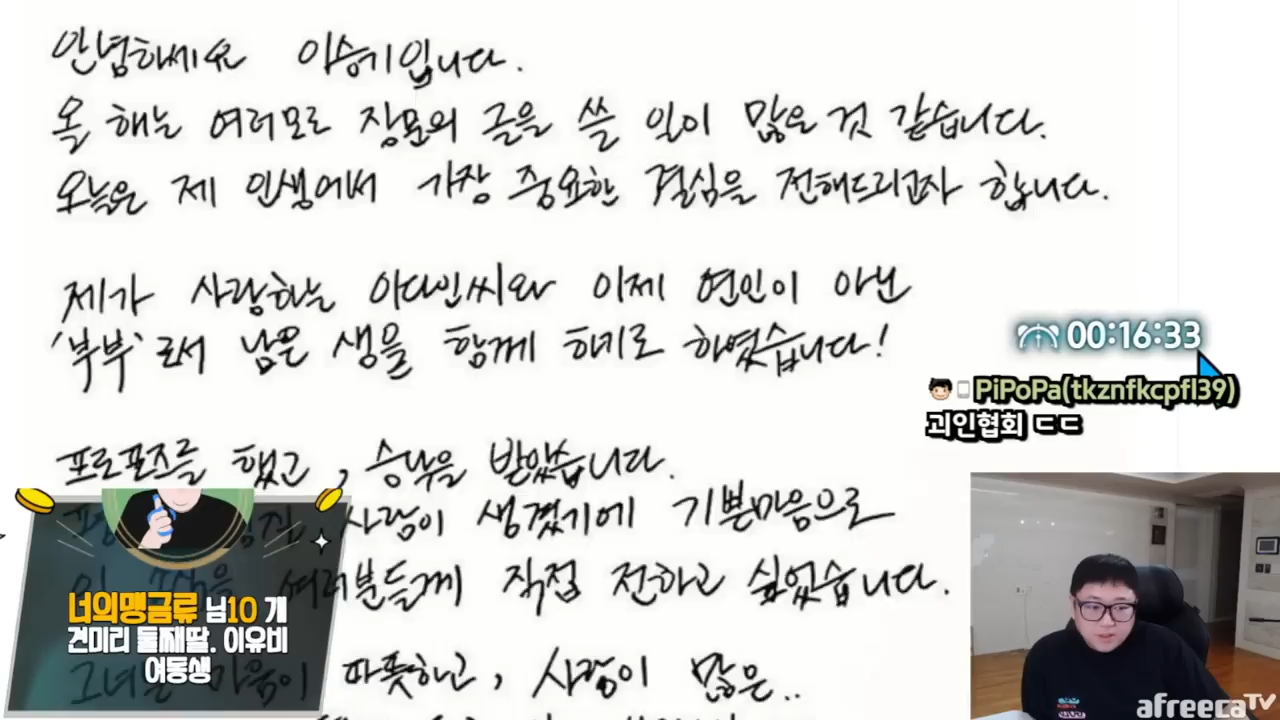 안녕하세요 이승기입니다.
올 해는 여러모로 장문의 글을 쓸 일이 많은 것 같습니다.
오늘은 제 인생에서 가장 중요한 결심을 전해드리고자 합니다.
제가 사랑하는 이다인씨와 이제 연인이 아닌
'부부'로서 남은 생을 함께 하기로 하였습니다!
프로포즈를 했고, 승낙을 받았습니다.
사람이 생겼기에 기쁜마음으로
여러분들께 직접 전하고 싶었습니다.
그녀는 마음이 따뜻하고, 사랑이 많은..
00:16:33
PiPoPa(tkznfkcpfl39)
괴인협회 ㄷㄷ
너의맹금류 님10 개
견미리 둘째딸. 이유비
여동생
afreecaTV